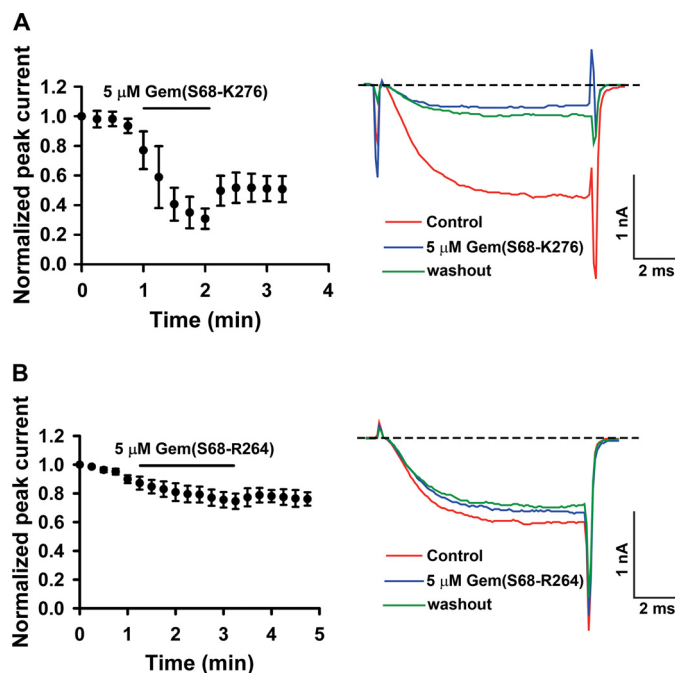 A
Normalized peak current
1.2
1.0
0.8
0.6
0.4
0.2
0.0
5 μM Gem(S68-K276)
0 1 2 3 4
Time (min)
Control
5 μM Gem(S68-K276)
washout
1 nA
2 ms
B
Normalized peak current
1.2
1.0
0.8
0.6
0.4
0.2
0.0
5 μM Gem(S68-R264)
0 1 2 3 4 5
Time (min)
Control
5 μM Gem(S68-R264)
washout
1 nA
2 ms